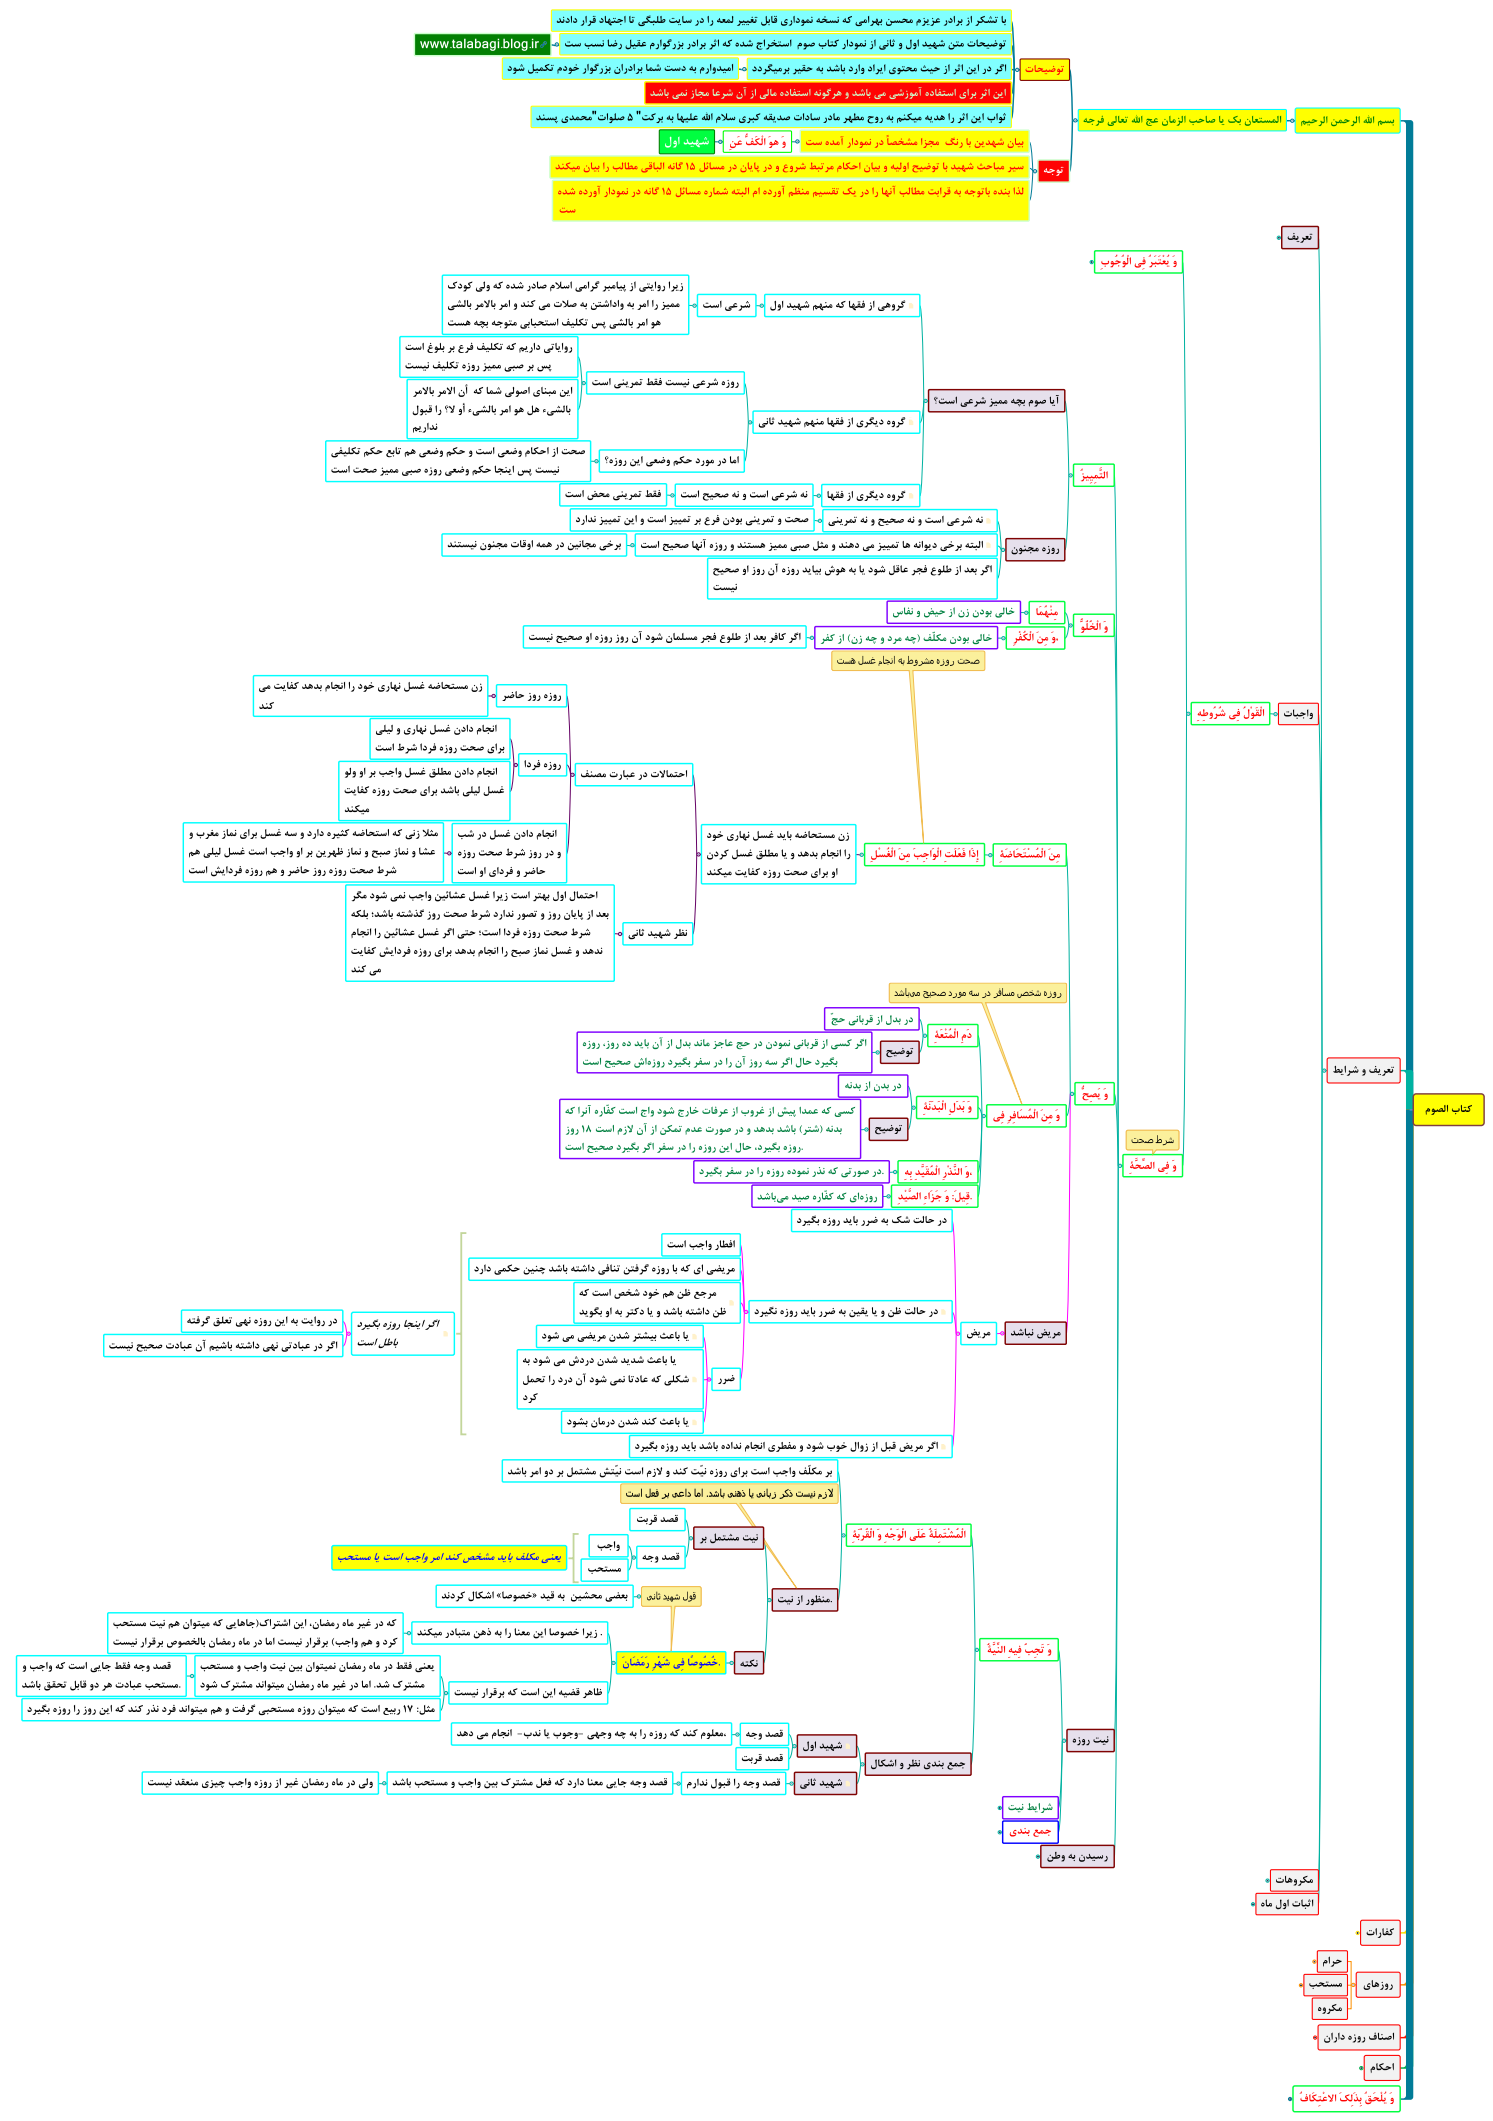 با تشکر از برادر عزیزم محسن بهرامی که نسخه نموداری قابل تغییر لمعه را در سایت طلبگی تا اجتهاد قرار دادند
توضیحات متن شهید اول و ثانی از نمودار کتاب صوم استخراج شده که اثر برادر بزرگوارم عقیل رضا نسب ست
www.talabagi.blog.ir
توضیحات
اگر در این اثر از حیث محتوی ایراد وارد باشد به حقیر برمیگردد
امیدوارم به دست شما برادران بزرگوار خودم تکمیل شود
این اثر برای استفاده آموزشی می باشد و هرگونه استفاده مالی از آن شرعا مجاز نمی باشد
ثواب این اثر را هدیه میکنم به روح مطهر مادر سادات صدیقه کبری سلام الله علیها به برکت" ۵ صلوات"محمدی پسند
بسم الله الرحمن الرحیم
المستعان بک یا صاحب الزمان عج الله تعالی فرجه
بیان شهدین با رنگ مجزا مشخصاً در نمودار آمده ست
وَ هوَ الْکَفُّ عَنِ
شهید اول
توجه
سیر مباحث شهید با توضیح اولیه و بیان احکام مرتبط شروع و در پایان در مسائل ۱۵ گانه الباقی مطالب را بیان میکند
لذا بنده باتوجه به قرابت مطالب آنها را در یک تقسیم منظم آورده ام البته شماره مسائل ۱۵ گانه در نمودار آورده شده
ست
تعریف
وَ یُعْتَبَرُ فِی الْوُجُوبِ
گروهی از فقها که منهم شهید اول
شرعی است
زیرا روایتی از پیامبر گرامی اسلام صادر شده که ولی کودک
ممیز را امر به واداشتن به صلات می کند و امر بالامر بالشی
هو امر بالشی پس تکلیف استحبابی متوجه بچه هست
آیا صوم بچه ممیز شرعی است؟
گروه دیگری از فقها منهم شهید ثانی
روزه شرعی نیست فقط تمرینی است
روایاتی داریم که تکلیف فرع بر بلوغ است
پس بر صبی ممیز روزه تکلیف نیست
این مبنای اصولی شما که أن الامر بالامر
بالشیء هل هو امر بالشیء أو لا؟ را قبول
نداریم
اما در مورد حکم وضعی این روزه؟
صحت از احکام وضعی است و حکم وضعی هم تابع حکم تکلیفی
نیست پس اینجا حکم وضعی روزه صبی ممیز صحت است
التَّمییزُ
گروه دیگری از فقها
نه شرعی است و نه صحیح است
فقط تمرینی محض است
نه شرعی است و نه صحیح و نه تمرینی
صحت و تمرینی بودن فرع بر تمییز است و این تمییز ندارد
روزه مجنون
البته برخی دیوانه ها تمییز می دهند و مثل صبی ممیز هستند و روزه آنها صحیح است
برخی مجانین در همه اوقات مجنون نیستند
اگر بعد از طلوع فجر عاقل شود یا به هوش بیاید روزه آن روز او صحیح
نیست
وَ الْخُلُوُّ
مِنْهُمَا
خالی بودن زن از حیض و نفاس
.وَ مِنَ الْکُفْرِ
خالی بودن مکلّف (چه مرد و چه زن) از کفر
اگر کافر بعد از طلوع فجر مسلمان شود آن روز روزه او صحیح نیست
صحت روزه مشروط به انجام غسل هست
واجبات
الْقَوْلُ فِی شُرُوطِهِ
مِنَ الْمُسْتَحَاضَةِ
إِذَا فَعَلَتِ الْوَاجِبَ مِنَ الْغُسْلِ
زن مستحاضه باید غسل نهاری خود
را انجام بدهد و یا مطلق غسل کردن
او برای صحت روزه کفایت میکند
احتمالات در عبارت مصنف
روزه روز حاضر
زن مستحاضه غسل نهاری خود را انجام بدهد کفایت می
کند
روزه فردا
انجام دادن غسل نهاری و لیلی
برای صحت روزه فردا شرط است
انجام دادن مطلق غسل واجب بر او ولو
غسل لیلی باشد برای صحت روزه کفایت
میکند
انجام دادن غسل در شب
و در روز شرط صحت روزه
حاضر و فردای او است
مثلا زنی که استحاضه کثیره دارد و سه غسل برای نماز مغرب و
عشا و نماز صبح و نماز ظهرین بر او واجب است غسل لیلی هم
شرط صحت روزه روز حاضر و هم روزه فردایش است
نظر شهید ثانی
احتمال اول بهتر است زیرا غسل عشائین واجب نمی شود مگر
بعد از پایان روز و تصور ندارد شرط صحت روز گذشته باشد؛ بلکه
شرط صحت روزه فردا است؛ حتی اگر غسل عشائین را انجام
ندهد و غسل نماز صبح را انجام بدهد برای روزه فردایش کفایت
می کند
روزه شخص مسافر در سه مورد صحیح می‌باشد
دَمِ الْمُتْعَةِ
در بدل از قربانی حجّ
توضیح
اگر کسی از قربانی نمودن در حج عاجز ماند بدل از آن باید ده روز، روزه
بگیرد حال اگر سه روز آن را در سفر بگیرد روزه‌اش صحیح است
تعریف و شرایط
وَ یَصِحُّ
وَ مِنَ الْمُسَافِرِ فِی
وَ بَدَلِ الْبَدَنَةِ
در بدن از بدنه
توضیح
کسی که عمدا پیش از غروب از عرفات خارج شود واج است کفّاره آنرا که
بدنه (شتر) باشد بدهد و در صورت عدم تمکن از آن لازم است ۱۸ روز
.روزه بگیرد، حال این روزه را در سفر اگر بگیرد صحیح است
کتاب الصوم
شرط صحت
وَ فِی الصِّحَّةِ
.وَ النَّذْرِ الْمُقَیَّدِ بِهِ
.در صورتی که نذر نموده روزه را در سفر بگیرد
.قِیلَ: وَ جَزَاءِ الصَّیْدِ
روزه‌ای که کفّاره صید می‌باشد
در حالت شک به ضرر باید روزه بگیرد
مریض نباشد
مریض
در حالت ظن و یا یقین به ضرر باید روزه نگیرد
افطار واجب است
مریضی ای که با روزه گرفتن تنافی داشته باشد چنین حکمی دارد
مرجع ظن هم خود شخص است که
ظن داشته باشد و یا دکتر به او بگوید
ضرر
یا باعث بیشتر شدن مریضی می شود
یا باعث شدید شدن دردش می شود به
شکلی که عادتا نمی شود آن درد را تحمل
کرد
یا باعث کند شدن درمان بشود
اگر اینجا روزه بگیرد
باطل است
در روایت به این روزه نهی تعلق گرفته
اگر در عبادتی نهی داشته باشیم آن عبادت صحیح نیست
اگر مریض قبل از زوال خوب شود و مفطری انجام نداده باشد باید روزه بگیرد
بر مکلّف واجب است برای روزه نیّت کند و لازم است نیّتش مشتمل بر دو امر باشد
لازم نیست ذکر زبانی یا ذهنی باشد. اما داعی بر فعل است
الْمُشْتَمِلَةُ عَلَی الْوَجْهِ وَ الْقُرْبَةِ
نیت مشتمل بر
قصد قربت
قصد وجه
واجب
مستحب
یعنی مکلف باید مشخص کند امر واجب است یا مستحب
.منظور از نیت
قول شهید ثانی
بعضی محشین به قید «خصوصا» اشکال کردند
نکته
.خُصُوصًا فِی شَهْرِ رَمَضَانَ
. زیرا خصوصا این معنا را به ذهن متبادر میکند
که در غیر ماه رمضان، این اشتراک(جاهایی که میتوان هم نیت مستحب
کرد و هم واجب) برقرار نیست اما در ماه رمضان بالخصوص برقرار نیست
ظاهر قضیه این است که برقرار نیست
یعنی فقط در ماه رمضان نمیتوان بین نیت واجب و مستحب
مشترک شد. اما در غیر ماه رمضان میتواند مشترک شود
قصد وجه فقط جایی است که واجب و
.مستحب عبادت هر دو قابل تحقق باشد
مثل: ۱۷ ربیع است که میتوان روزه مستحبی گرفت و هم میتواند فرد نذر کند که این روز را روزه بگیرد
وَ تَجِبُ فِیهِ النِّیَّةُ
نیت روزه
جمع بندی نظر و اشکال
شهید اول
قصد وجه
،معلوم کند که روزه را به چه وجهی -وجوب یا ندب- انجام می دهد
قصد قربت
شهید ثانی
قصد وجه را قبول ندارم
قصد وجه جایی معنا دارد که فعل مشترک بین واجب و مستحب باشد
ولی در ماه رمضان غیر از روزه واجب چیزی منعقد نیست
شرایط نیت
جمع بندی
رسیدن به وطن
مکروهات
اثبات اول ماه
کفارات
روزهای
حرام
مستحب
مکروه
اصناف روزه داران
احکام
وَ یُلْحَقُ بِذَلِکَ الاعْتِکَافُ